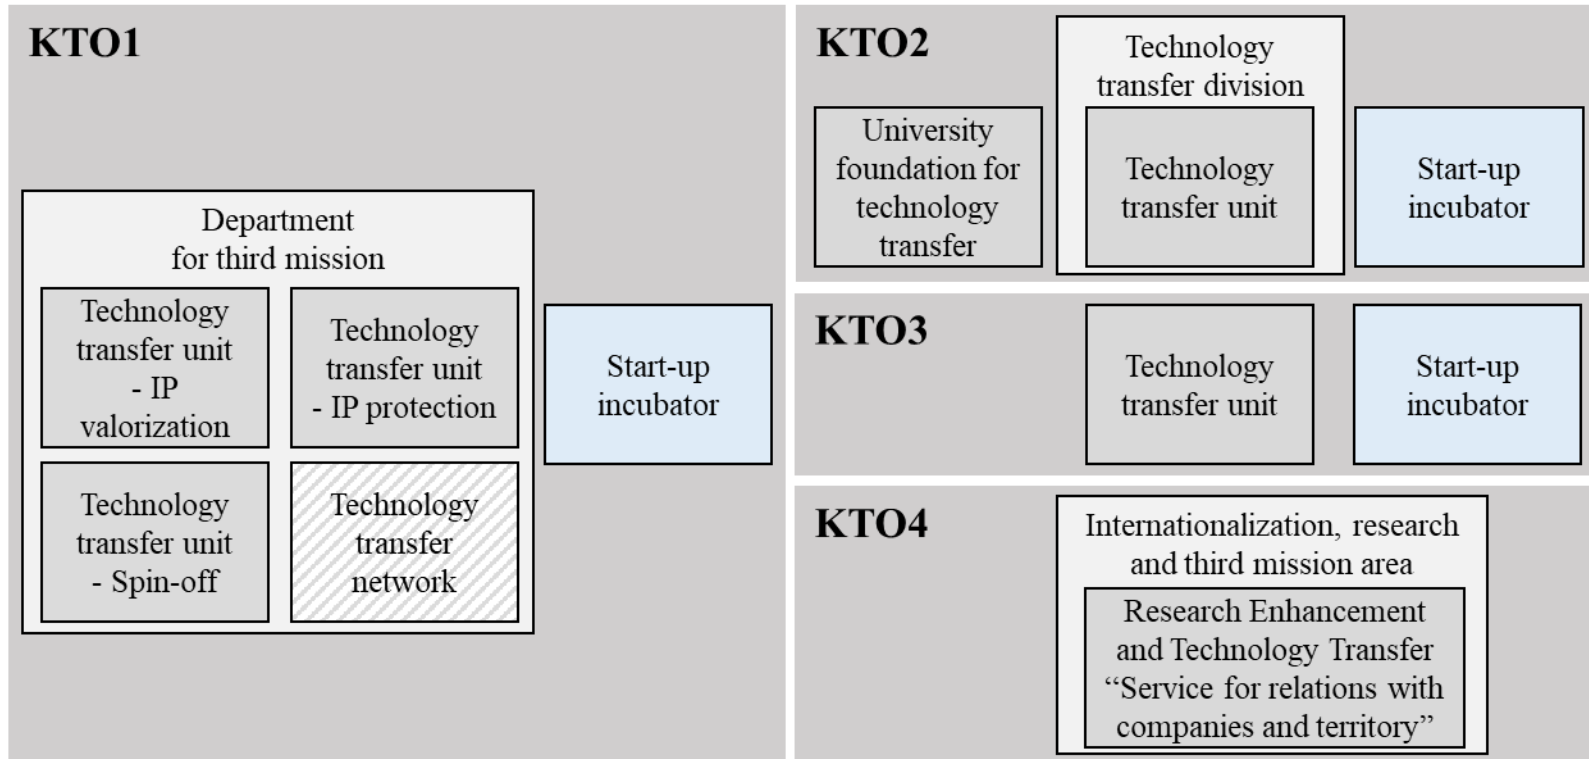 KTO1
Department
for third mission
Technology
transfer unit
- IP
valorization
Technology
transfer unit
- IP protection
Technology
transfer unit
- Spin-off
Technology
transfer
network
Start-up
incubator
KTO2
University
foundation for
technology
transfer
Technology
transfer division
Technology
transfer unit
Start-up
incubator
KTO3
Technology
transfer unit
Start-up
incubator
KTO4
Internationalization, research
and third mission area
Research Enhancement
and Technology Transfer
“Service for relations with
companies and territory”